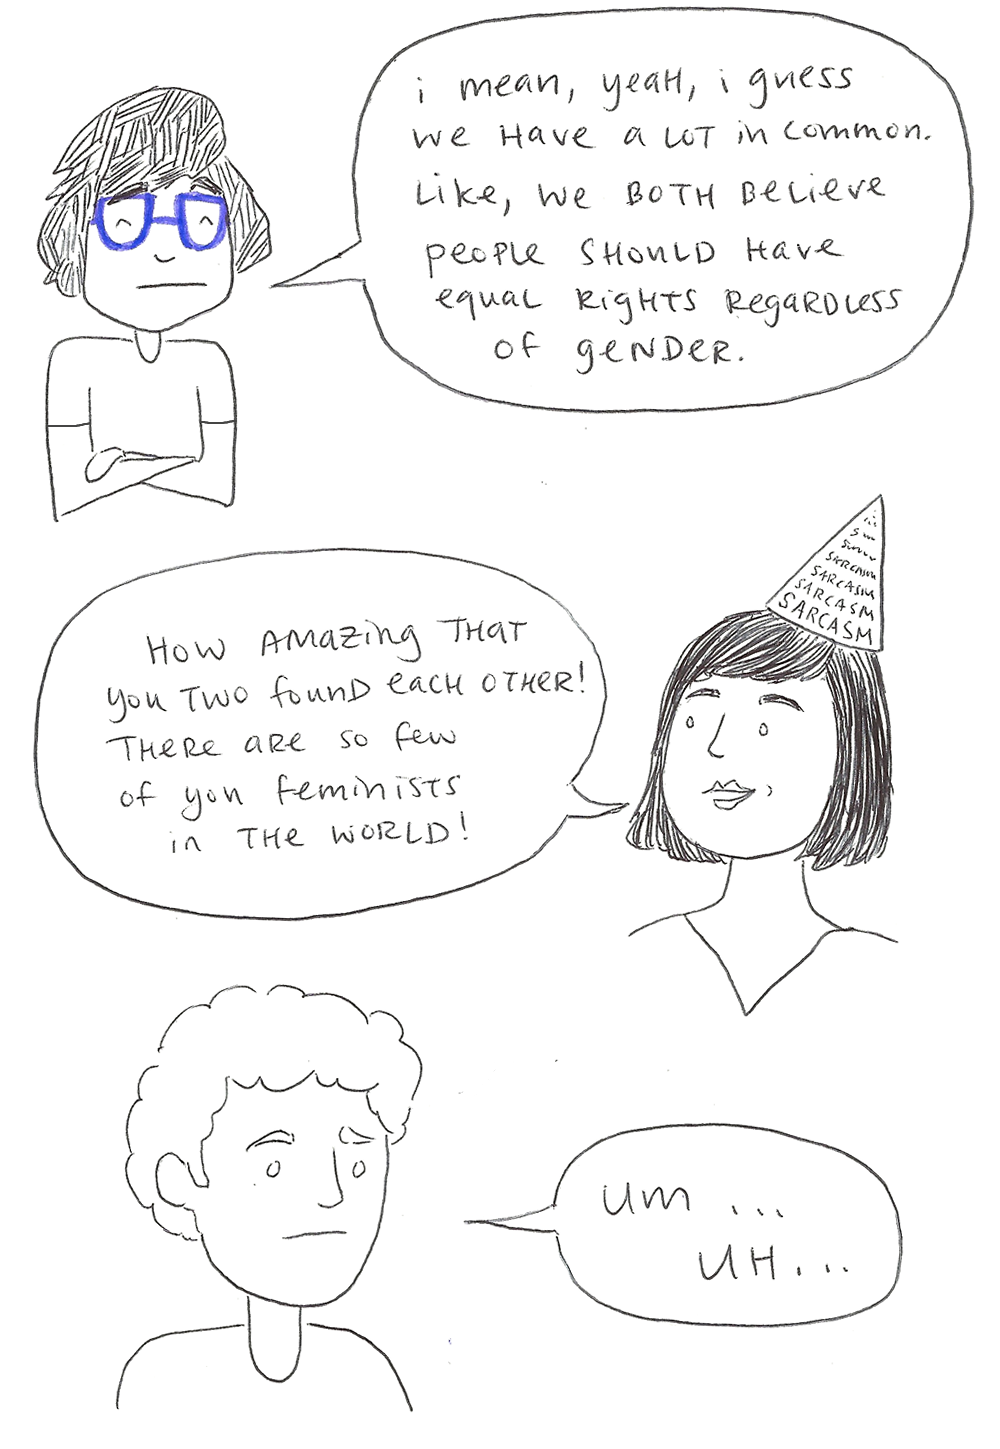 i mean, yeaH, i guess
we Have a LoT in common.
Like, we BOTH Believe
people SHOULD Have
equal RigHTS RegaRDLess
of geNDeR.
SARCASM
SARCASM
SARCASM
SARCASM
How AmaZing THaT
you Two founD eacH OTHeR!
THeRe aRe so few
of you feminisTs
in THe WORLD!
um ...
UH...